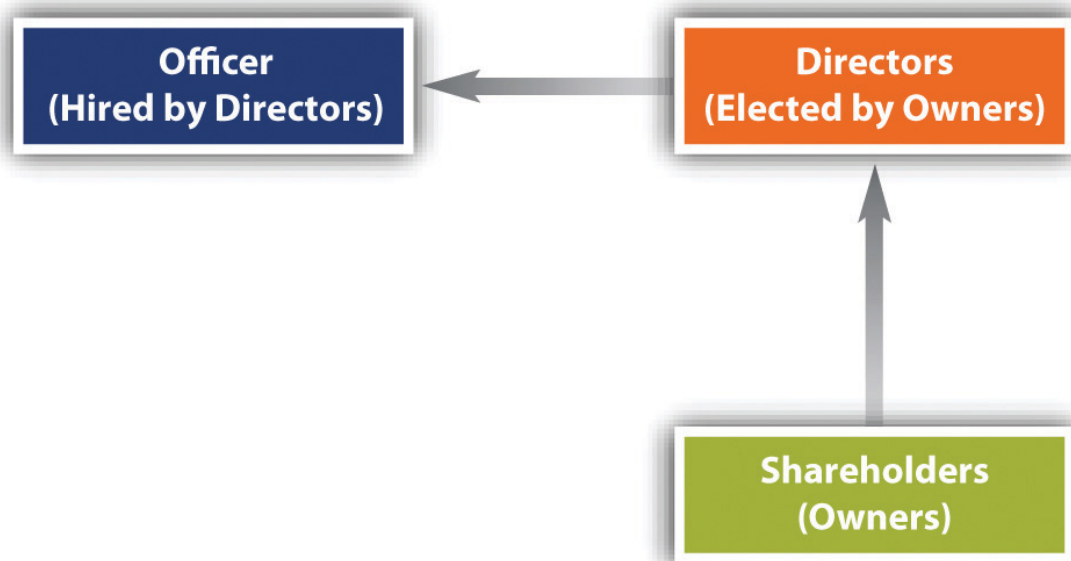 Officer
(Hired by Directors)
Directors
(Elected by Owners)
Shareholders
(Owners)